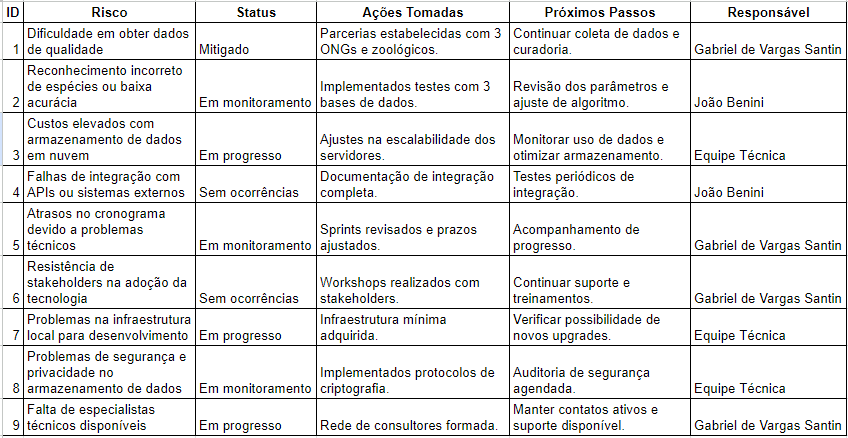 ID Risco Status Ações Tomadas Próximos Passos Responsável
Dificuldade em obter dados Parcerias estabelecidas com 3 Continuar coleta de dados e
1 de qualidade Mitigado ONGs e zoológicos. curadoria. Gabriel de Vargas Santin
Reconhecimento incorreto
de espécies ou baixa Implementados testes com 3 Revisão dos parâmetros e
2 acurácia Em monitoramento bases de dados. ajuste de algoritmo. João Benini
Custos elevados com
armazenamento de dados Ajustes na escalabilidade dos Monitorar uso de dados e
3 em nuvem Em progresso servidores. otimizar armazenamento. Equipe Técnica
Falhas de integração com Documentação de integração Testes periódicos de
4 APIs ou sistemas externos Sem ocorrências completa. integração. João Benini
Atrasos no cronograma
devido a problemas Sprints revisados e prazos Acompanhamento de
5 técnicos Em monitoramento ajustados. progresso. Gabriel de Vargas Santin
Resistência de
stakeholders na adoção da Workshops realizados com Continuar suporte e
6 tecnologia Sem ocorrências stakeholders. treinamentos. Gabriel de Vargas Santin
Problemas na infraestrutura Infraestrutura mínima Verificar possibilidade de
7 local para desenvolvimento Em progresso adquirida. novos upgrades. Equipe Técnica
Problemas de segurança e
privacidade no Implementados protocolos de Auditoria de segurança
8 armazenamento de dados Em monitoramento criptografia. agendada. Equipe Técnica
Falta de especialistas Manter contatos ativos e
9 técnicos disponíveis Em progresso Rede de consultores formada. suporte disponível. Gabriel de Vargas Santin